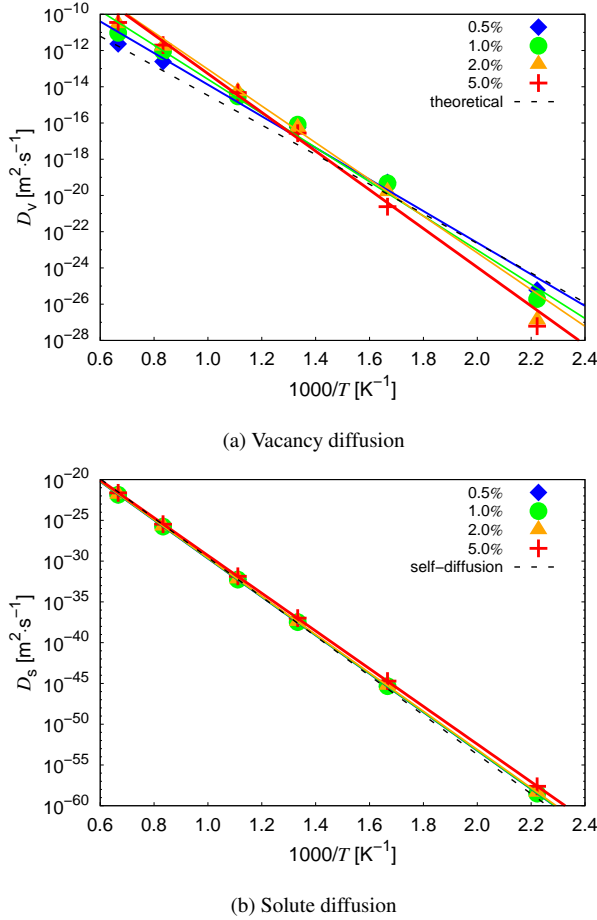 10⁻¹⁰
10⁻¹²
10⁻¹⁴
10⁻¹⁶
10⁻¹⁸
10⁻²⁰
10⁻²²
10⁻²⁴
10⁻²⁶
10⁻²⁸
D_v [m²·s⁻¹]
0.5%
1.0%
2.0%
5.0%
theoretical
0.6 0.8 1.0 1.2 1.4 1.6 1.8 2.0 2.2 2.4
1000/T [K⁻¹]
(a) Vacancy diffusion
10⁻²⁰
10⁻²⁵
10⁻³⁰
10⁻³⁵
10⁻⁴⁰
10⁻⁴⁵
10⁻⁵⁰
10⁻⁵⁵
10⁻⁶⁰
D_s [m²·s⁻¹]
0.5%
1.0%
2.0%
5.0%
self−diffusion
0.6 0.8 1.0 1.2 1.4 1.6 1.8 2.0 2.2 2.4
1000/T [K⁻¹]
(b) Solute diffusion